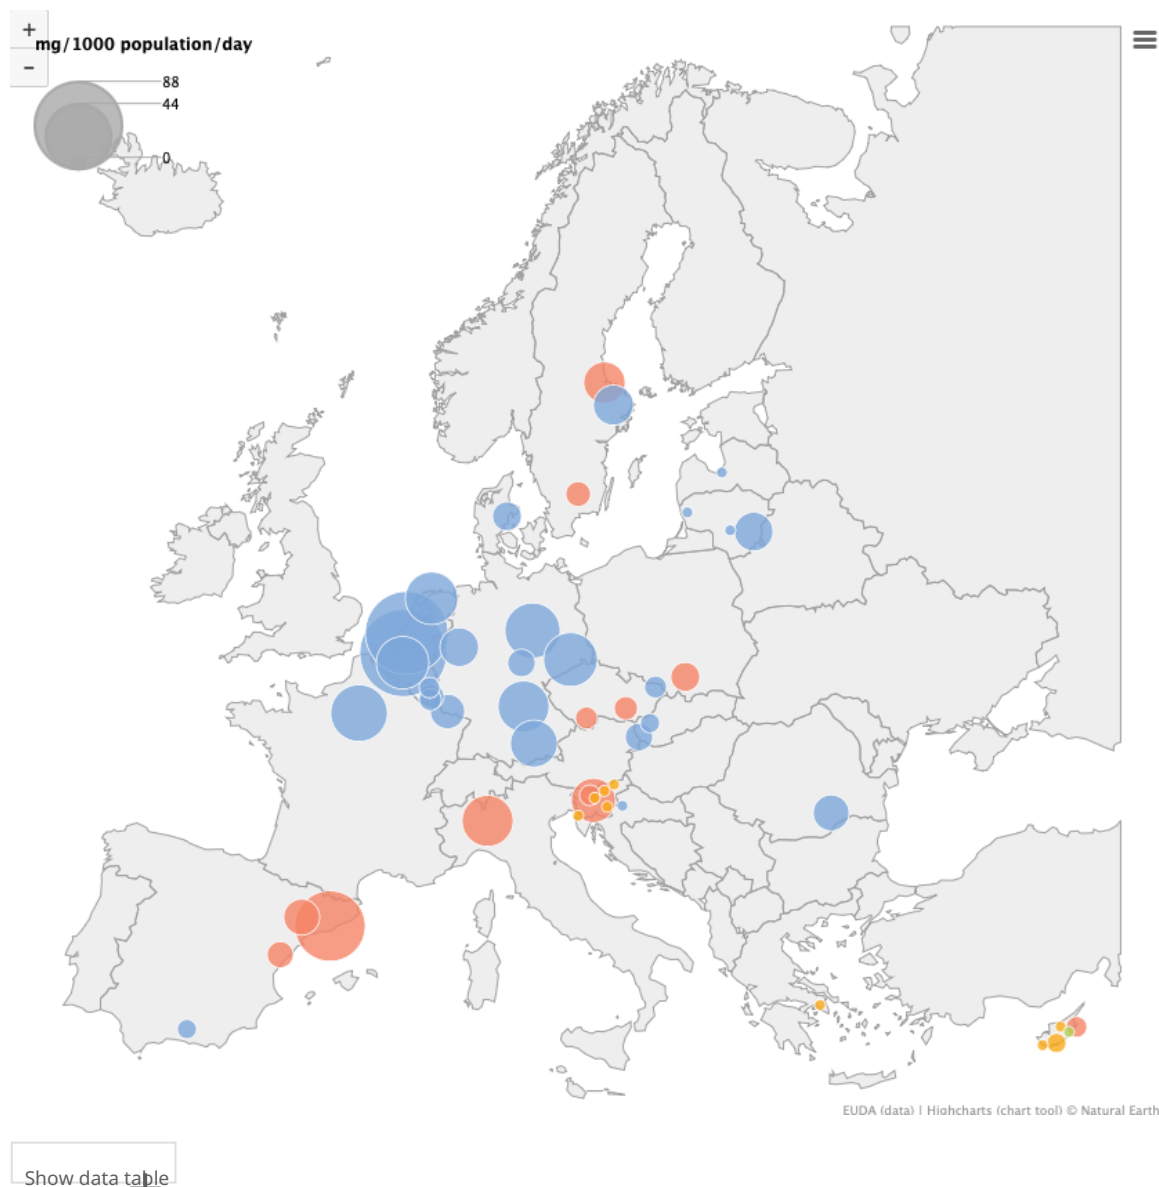 +
mg/1000 population/day
−
88
44
0
EUDA (data) | Highcharts (chart tool) © Natural Earth
Show data table